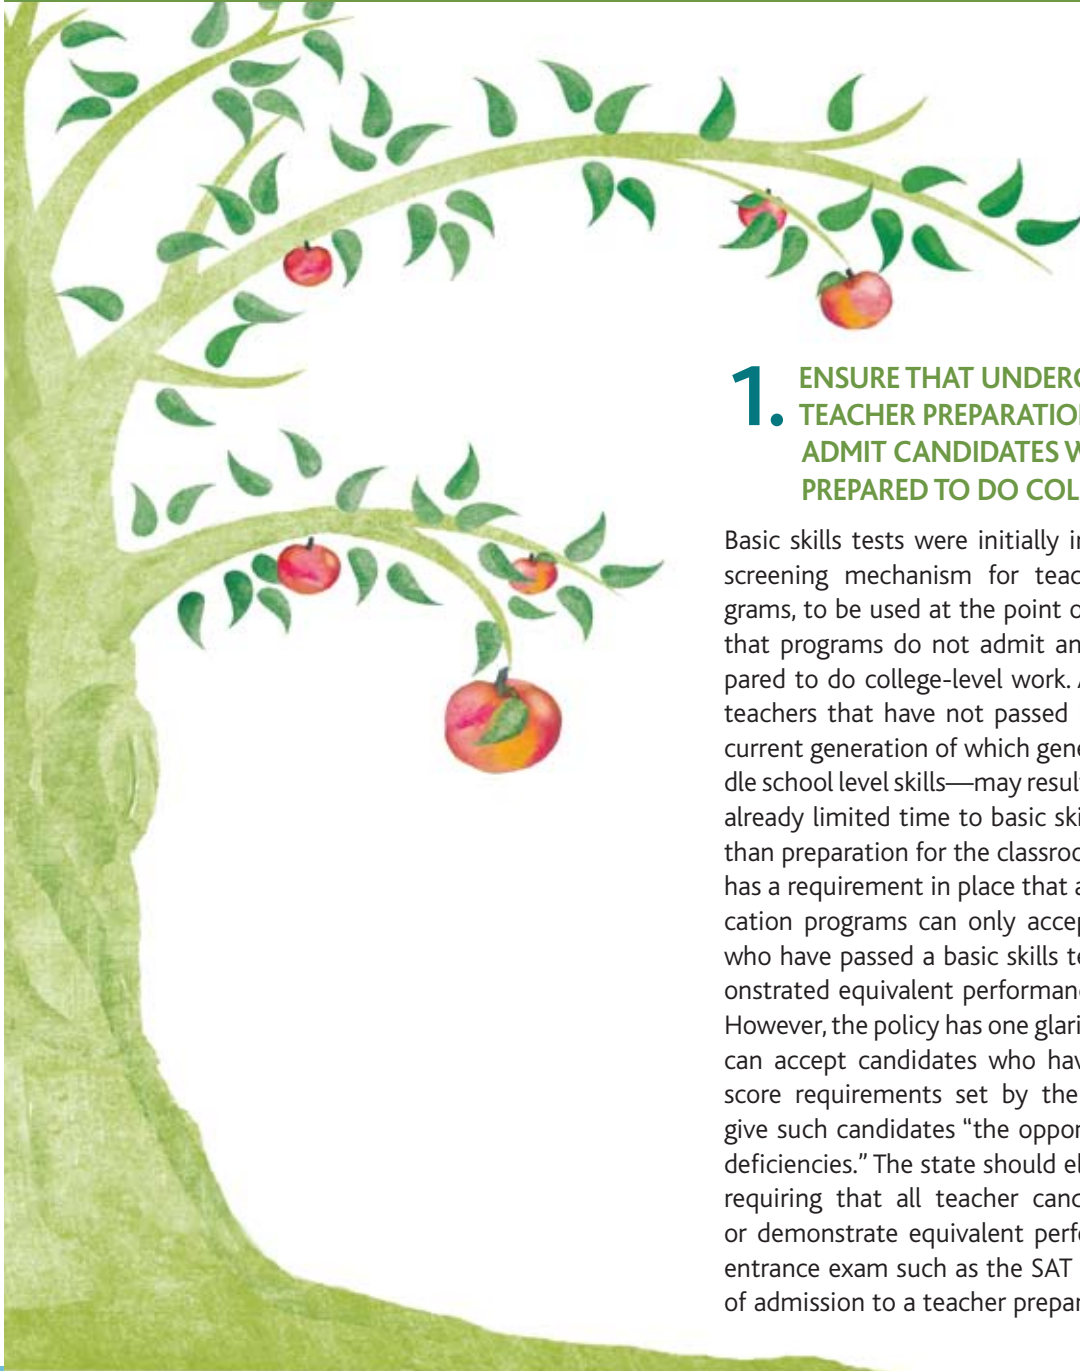 1. ENSURE THAT UNDERG
TEACHER PREPARATION
ADMIT CANDIDATES W
PREPARED TO DO COL
Basic skills tests were initially in
screening mechanism for teac
grams, to be used at the point o
that programs do not admit an
pared to do college-level work. A
teachers that have not passed
current generation of which gene
dle school level skills—may result
already limited time to basic ski
than preparation for the classroo
has a requirement in place that a
cation programs can only accep
who have passed a basic skills te
onstrated equivalent performanc
However, the policy has one glari
can accept candidates who hav
score requirements set by the
give such candidates “the oppor
deficiencies.” The state should el
requiring that all teacher canc
or demonstrate equivalent perfo
entrance exam such as the SAT
of admission to a teacher prepar